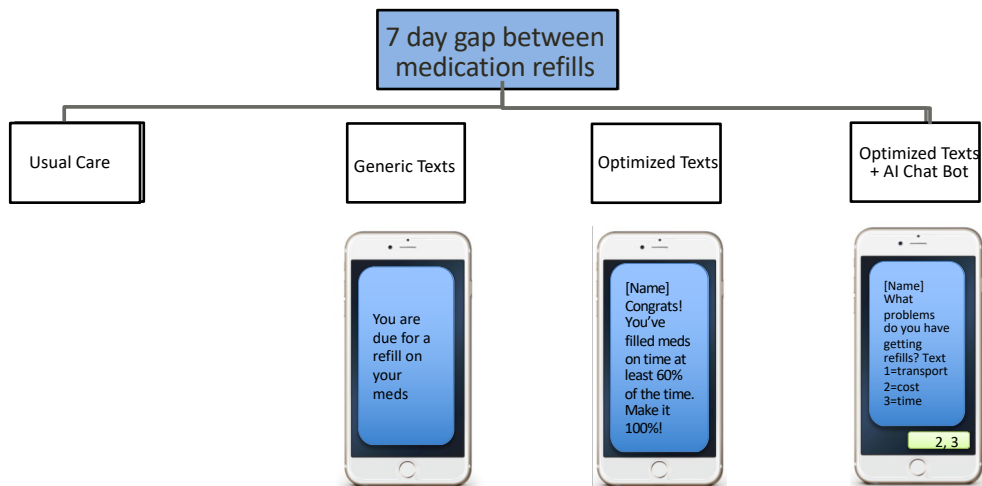 7 day gap between
medication refills
Usual Care
Generic Texts
Optimized Texts
Optimized Texts
+ AI Chat Bot
You are
due for a
refill on
your
meds
[Name]
Congrats!
You’ve
filled meds
on time at
least 60%
of the time.
Make it
100%!
[Name]
What
problems
do you have
getting
refills? Text
1=transport
2=cost
3=time
2, 3